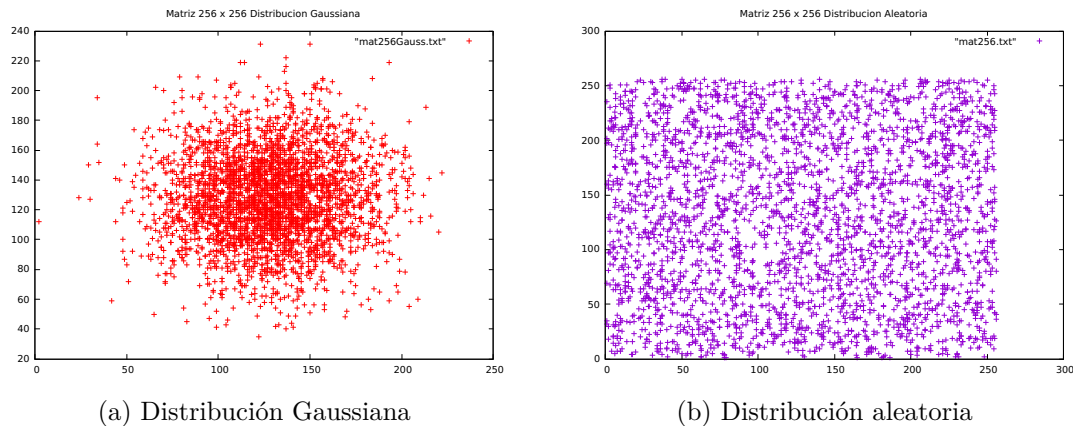 Matriz 256 x 256 Distribucion Gaussiana
"mat256Gauss.txt"
240
220
200
180
160
140
120
100
80
60
40
20
0 50 100 150 200 250
(a) Distribución Gaussiana
Matriz 256 x 256 Distribucion Aleatoria
"mat256.txt"
300
250
200
150
100
50
0
0 50 100 150 200 250 300
(b) Distribución aleatoria